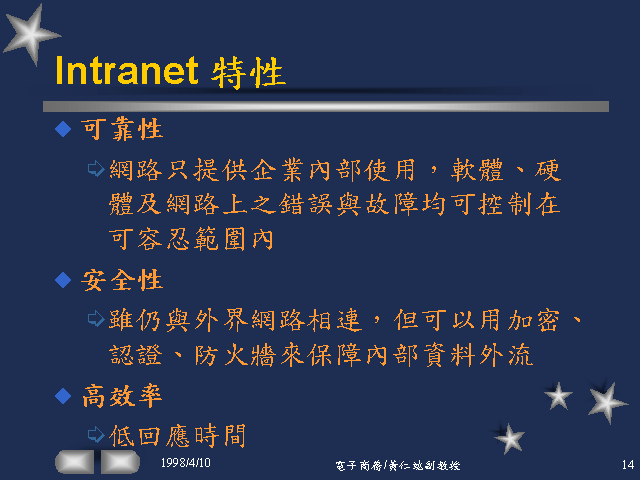 Intranet 特性
可靠性
網路只提供企業內部使用,軟體、硬
體及網路上之錯誤與故障均可控制在
可容忍範圍內
安全性
雖仍與外界網路相連,但可以用加密、
認證、防火牆來保障內部資料外流
高效率
低回應時間
1998/4/10
電子商務/黃仁 副教授
14